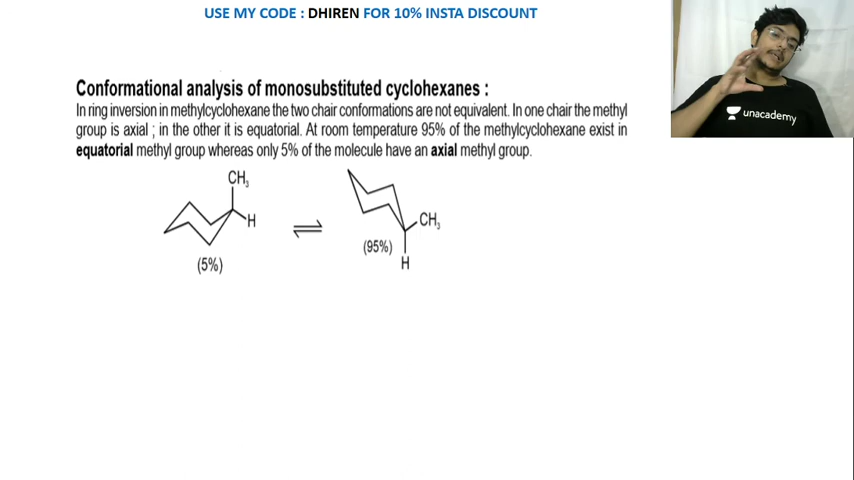 USE MY CODE : DHIREN FOR 10% INSTA DISCOUNT
unacademy
Conformational analysis of monosubstituted cyclohexanes :
In ring inversion in methylcyclohexane the two chair conformations are not equivalent. In one chair the methyl
group is axial ; in the other it is equatorial. At room temperature 95% of the methylcyclohexane exist in
equatorial methyl group whereas only 5% of the molecule have an axial methyl group.
CH3
H
(5%)
CH3
(95%)
H